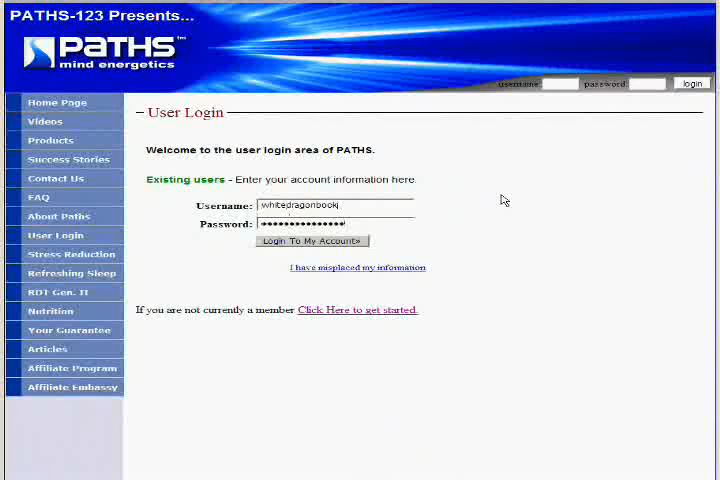 PATHS-123 Presents...
PATHS™
mind energetics
username password login
Home Page
Videos
Products
Success Stories
Contact Us
FAQ
About Paths
User Login
Stress Reduction
Refreshing Sleep
RDT Gen. II
Nutrition
Your Guarantee
Articles
Affiliate Program
Affiliate Embassy
User Login
Welcome to the user login area of PATHS.
Existing users - Enter your account information here.
Username: whitedragonbook
Password: ****************
Login To My Account»
I have misplaced my information
If you are not currently a member Click Here to get started.